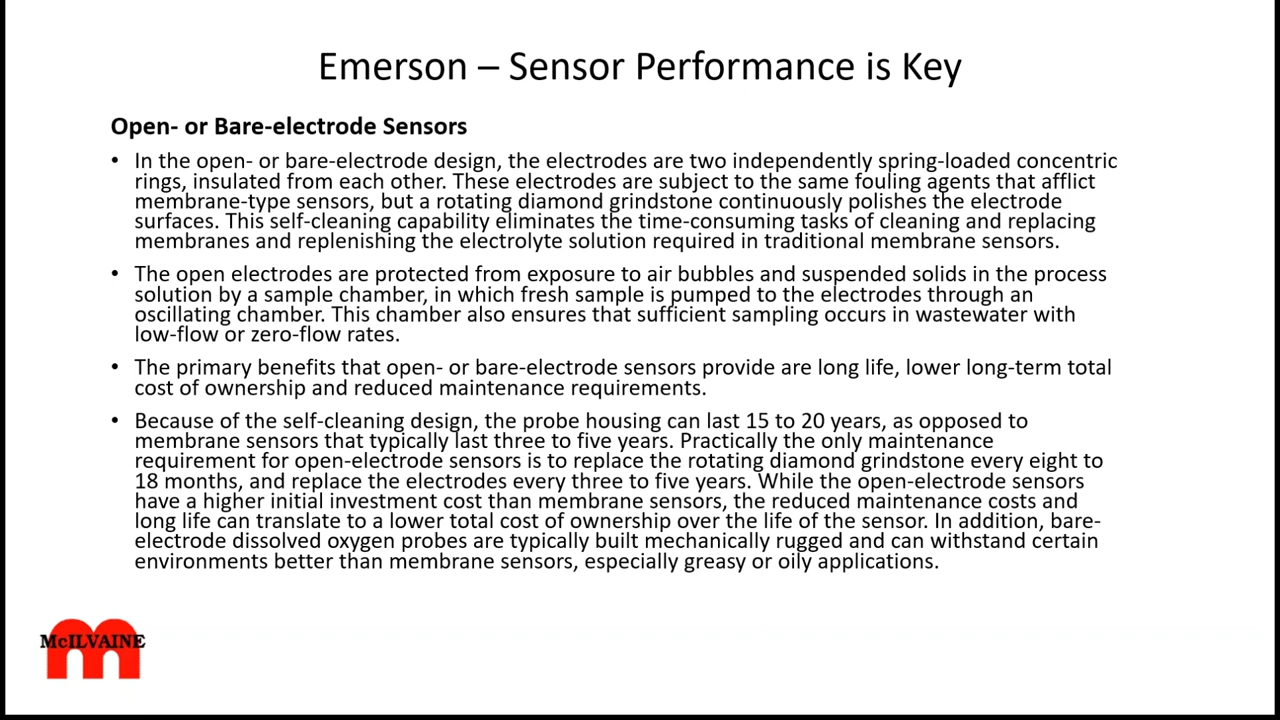 Emerson – Sensor Performance is Key
Open- or Bare-electrode Sensors
• In the open- or bare-electrode design, the electrodes are two independently spring-loaded concentric
rings, insulated from each other. These electrodes are subject to the same fouling agents that afflict
membrane-type sensors, but a rotating diamond grindstone continuously polishes the electrode
surfaces. This self-cleaning capability eliminates the time-consuming tasks of cleaning and replacing
membranes and replenishing the electrolyte solution required in traditional membrane sensors.
• The open electrodes are protected from exposure to air bubbles and suspended solids in the process
solution by a sample chamber, in which fresh sample is pumped to the electrodes through an
oscillating chamber. This chamber also ensures that sufficient sampling occurs in wastewater with
low-flow or zero-flow rates.
• The primary benefits that open- or bare-electrode sensors provide are long life, lower long-term total
cost of ownership and reduced maintenance requirements.
• Because of the self-cleaning design, the probe housing can last 15 to 20 years, as opposed to
membrane sensors that typically last three to five years. Practically the only maintenance
requirement for open-electrode sensors is to replace the rotating diamond grindstone every eight to
18 months, and replace the electrodes every three to five years. While the open-electrode sensors
have a higher initial investment cost than membrane sensors, the reduced maintenance costs and
long life can translate to a lower total cost of ownership over the life of the sensor. In addition, bare-
electrode dissolved oxygen probes are typically built mechanically rugged and can withstand certain
environments better than membrane sensors, especially greasy or oily applications.
McILVAINE